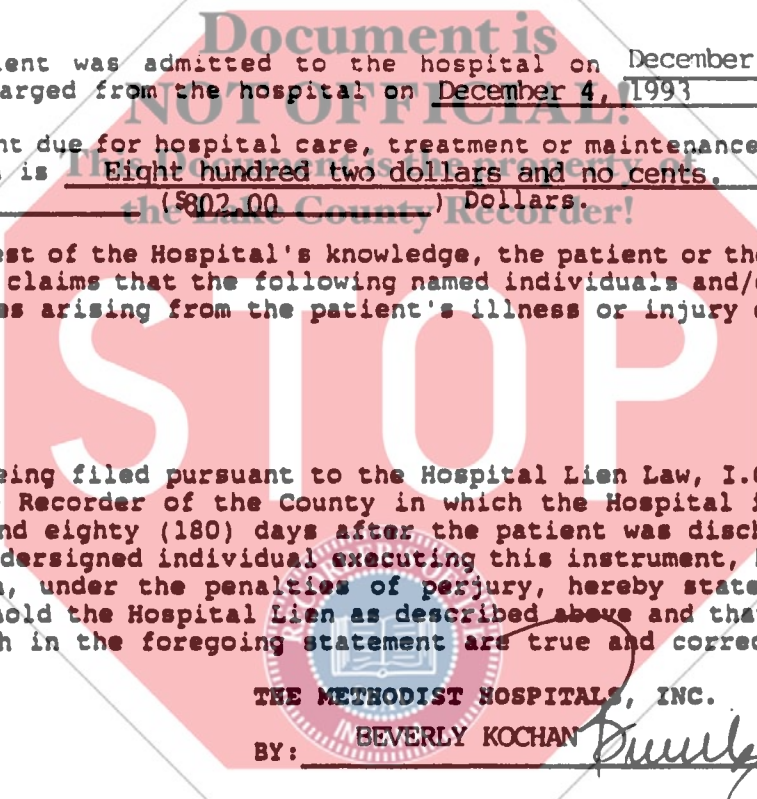 Document is
ient was admitted to the hospital on December
arged from the hospital on December 4, 1993
NOT OFFICIAL!
nt due for hospital care, treatment or maintenance
This Document is the property of
s is Eight hundred two dollars and no cents.
($802.00 ) Dollars.
the Lake County Recorder!
est of the Hospital's knowledge, the patient or the
claims that the following named individuals and/
es arising from the patient's illness or injury
STOP
eing filed pursuant to the Hospital Lien Law, I.
Recorder of the County in which the Hospital i
nd eighty (180) days after the patient was disch
dersigned individual executing this instrument,
, under the penalties of perjury, hereby state
hold the Hospital Lien as described above and that
h in the foregoing statement are true and correc
THE METHODIST HOSPITALS, INC.
BY: BEVERLY KOCHAN